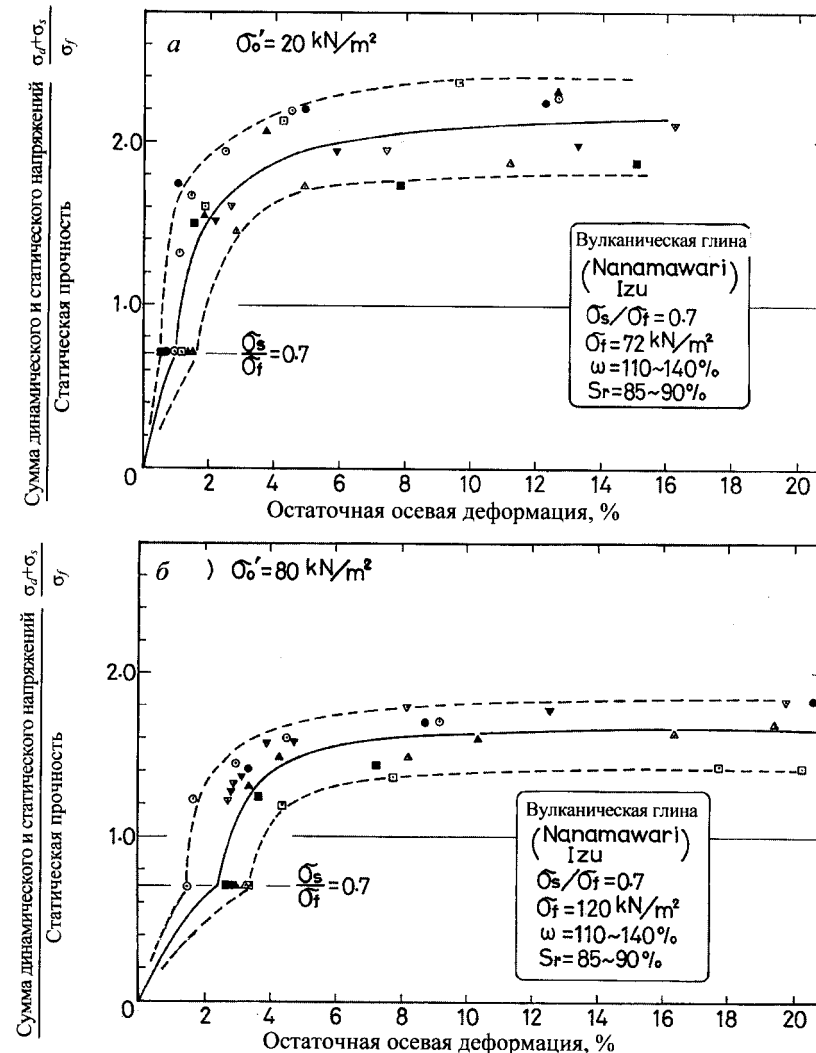 Сумма динамического и статического напряжений
Статическая прочность
σd+σs
σf
а σ₀'=20 kN/m²
2.0
1.0
0
σs/σf=0.7
Вулканическая глина
(Nanamawari
Izu)
σs/σf=0.7
σf=72 kN/m²
ω=110~140%
Sr=85~90%
2 4 6 8 10 12 14 16 18 20
Остаточная осевая деформация, %
Сумма динамического и статического напряжений
Статическая прочность
σd+σs
σf
б ) σ₀'=80 kN/m²
2.0
1.0
0
σs/σf=0.7
Вулканическая глина
(Nanamawari
Izu)
σs/σf=0.7
σf=120 kN/m²
ω=110~140%
Sr=85~90%
2 4 6 8 10 12 14 16 18 20
Остаточная осевая деформация, %